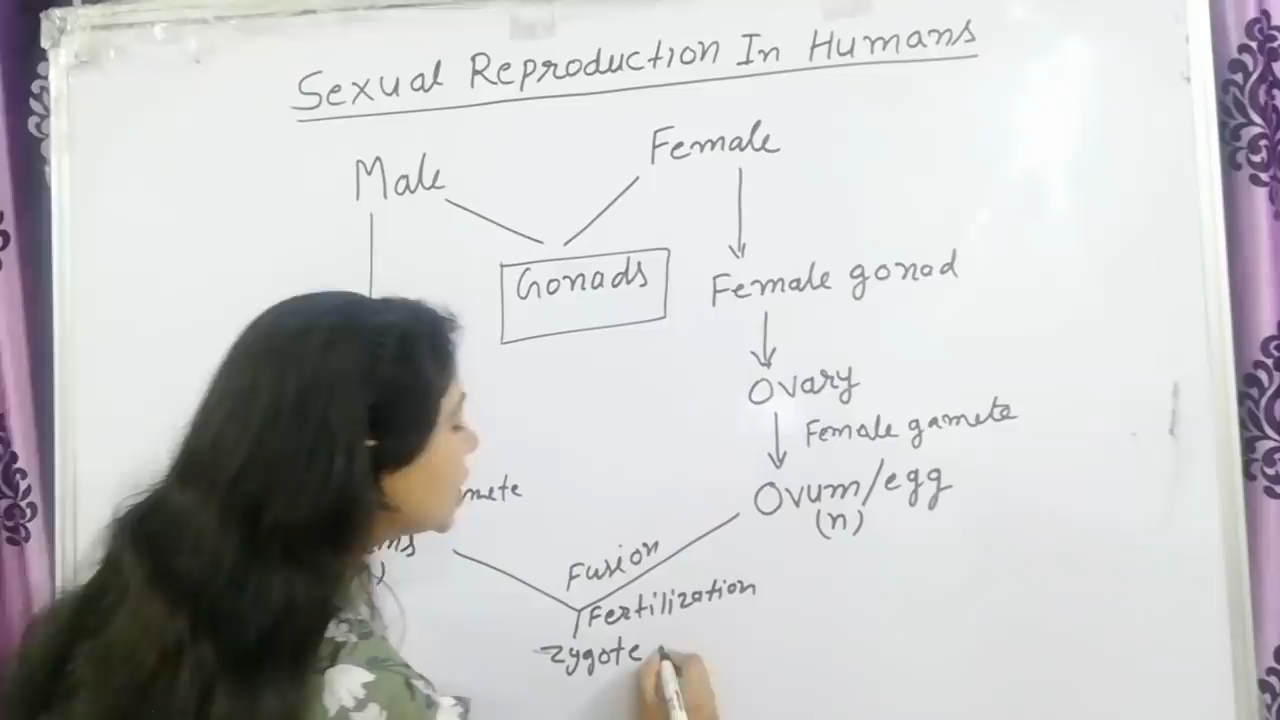 Sexual Reproduction In Humans
Male
Female
Gonads
Female gonad
Ovary
Female gamete
Ovum/egg
(n)
Fusion
Fertilization
Zygote